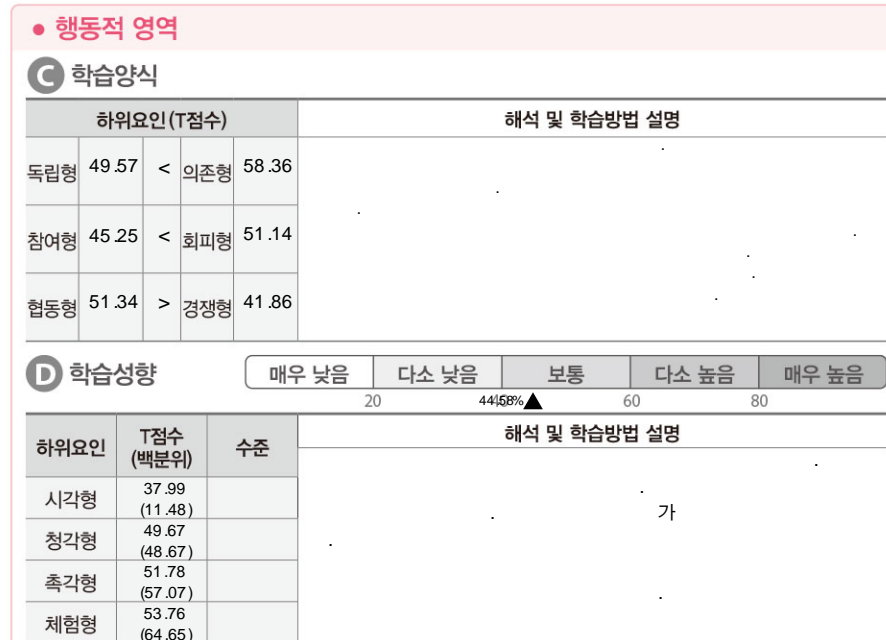 • 행동적 영역
C 학습양식
하위요인(T점수) 해석 및 학습방법 설명
독립형 49.57 < 의존형 58.36
참여형 45.25 < 회피형 51.14
협동형 51.34 > 경쟁형 41.86
D 학습성향 매우 낮음 다소 낮음 보통 다소 높음 매우 높음
20 44.58% ▲ 60 80
하위요인 T점수 (백분위) 수준 해석 및 학습방법 설명
시각형 37.99
(11.48)
가
청각형 49.67
(48.67)
촉각형 51.78
(57.07)
체험형 53.76
(64.65)